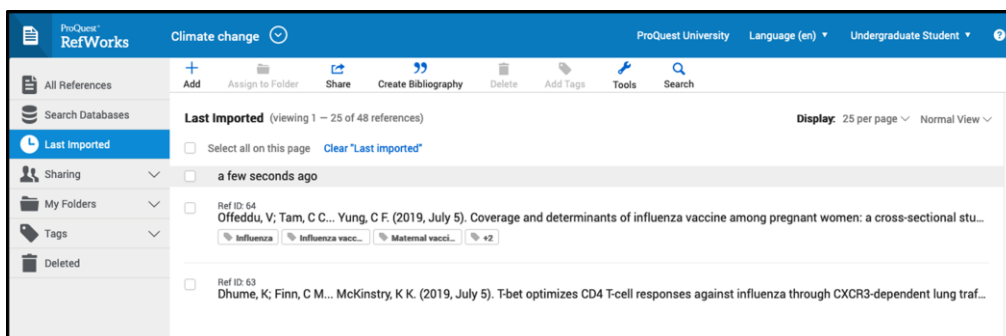 ProQuest®
RefWorks
Climate change
ProQuest University
Language (en)
Undergraduate Student
All References
Search Databases
Last Imported
Sharing
My Folders
Tags
Deleted
Add
Assign to Folder
Share
Create Bibliography
Delete
Add Tags
Tools
Search
Last Imported (viewing 1 – 25 of 48 references)
Display: 25 per page
Normal View
Select all on this page
Clear "Last imported"
a few seconds ago
Ref ID: 64
Offeddu, V; Tam, C C... Yung, C F. (2019, July 5). Coverage and determinants of influenza vaccine among pregnant women: a cross-sectional stu...
Influenza
Influenza vacc...
Maternal vacci...
+2
Ref ID: 63
Dhume, K; Finn, C M... McKinstry, K K. (2019, July 5). T-bet optimizes CD4 T-cell responses against influenza through CXCR3-dependent lung traf...